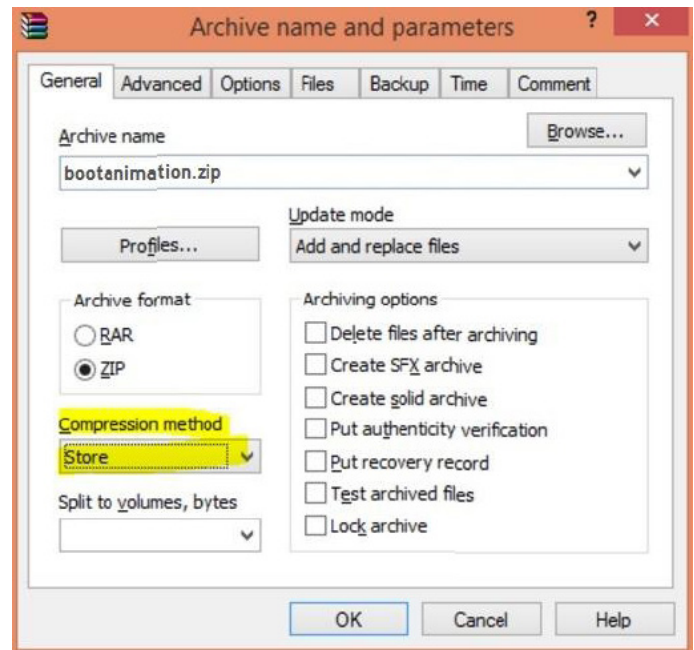 Archive name and parameters ? ×
General Advanced Options Files Backup Time Comment
Archive name
Browse...
bootanimation.zip
Update mode
Profiles...
Add and replace files
Archive format
RAR
ZIP
Archiving options
Delete files after archiving
Create SFX archive
Create solid archive
Put authenticity verification
Put recovery record
Test archived files
Lock archive
Compression method
Store
Split to volumes, bytes
OK Cancel Help